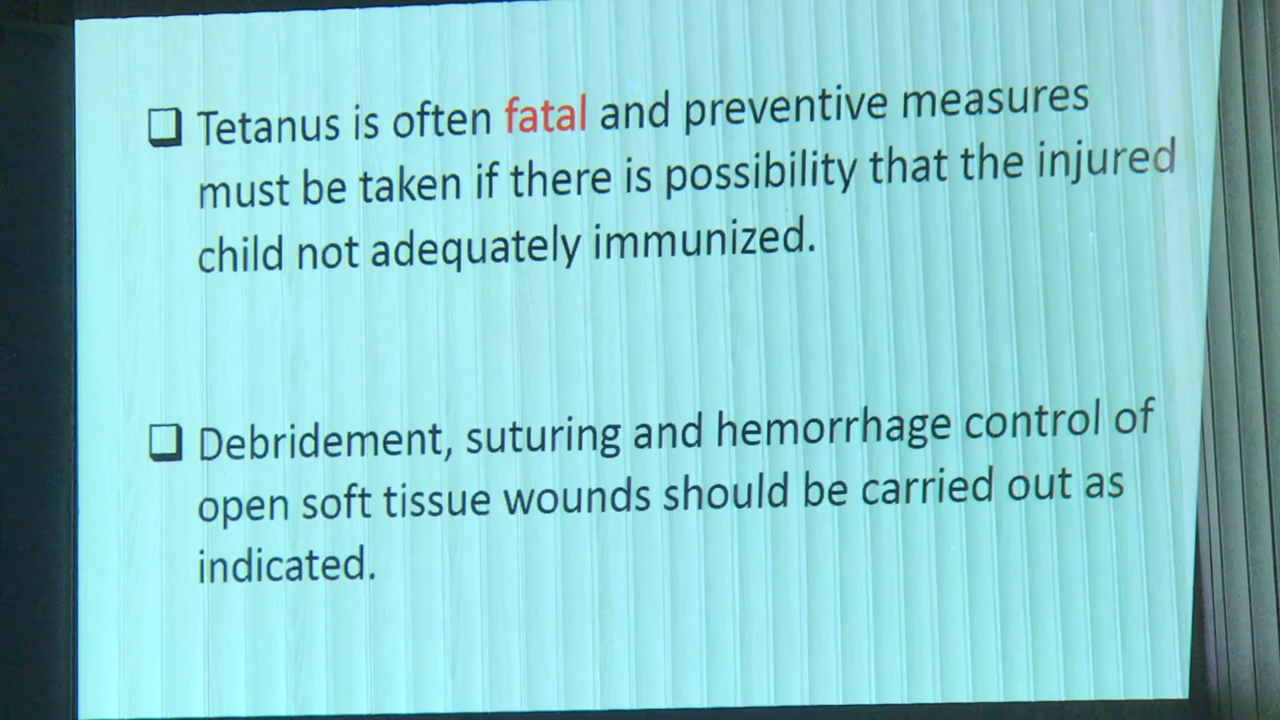 ❑ Tetanus is often fatal and preventive measures
must be taken if there is possibility that the injured
child not adequately immunized.
❑ Debridement, suturing and hemorrhage control of
open soft tissue wounds should be carried out as
indicated.